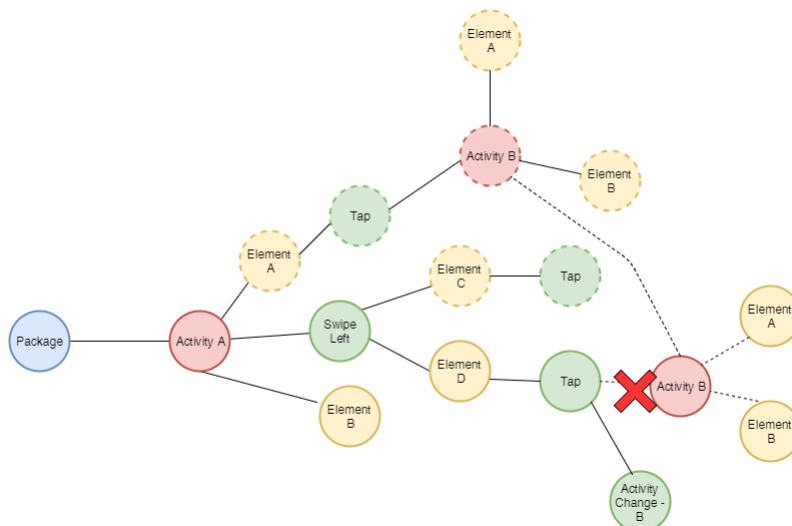 Element
A
Activity B
Element
B
Tap
Element
A
Element
C
Tap
Package
Activity A
Swipe
Left
Element
D
Tap
Activity B
Element
A
Element
B
Element
B
Activity
Change -
B